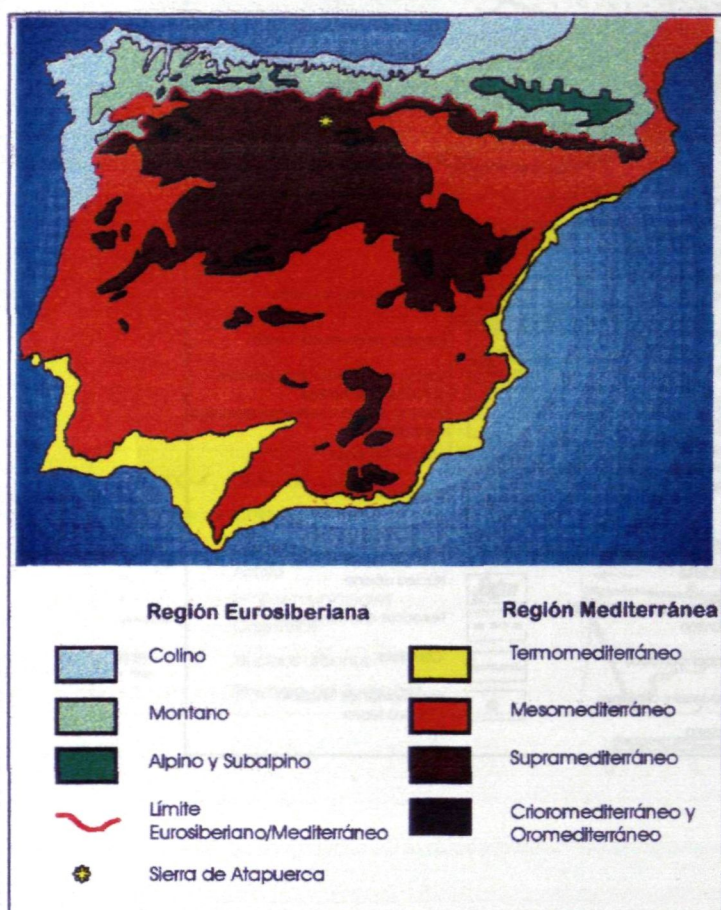 Región Eurosiberiana
Colino
Montano
Alpino y Subalpino
Límite
Eurosiberiano/Mediterráneo
Sierra de Atapuerca
Región Mediterránea
Termomediterráneo
Mesomediterráneo
Supramediterráneo
Crioromediterráneo y
Oromediterráneo